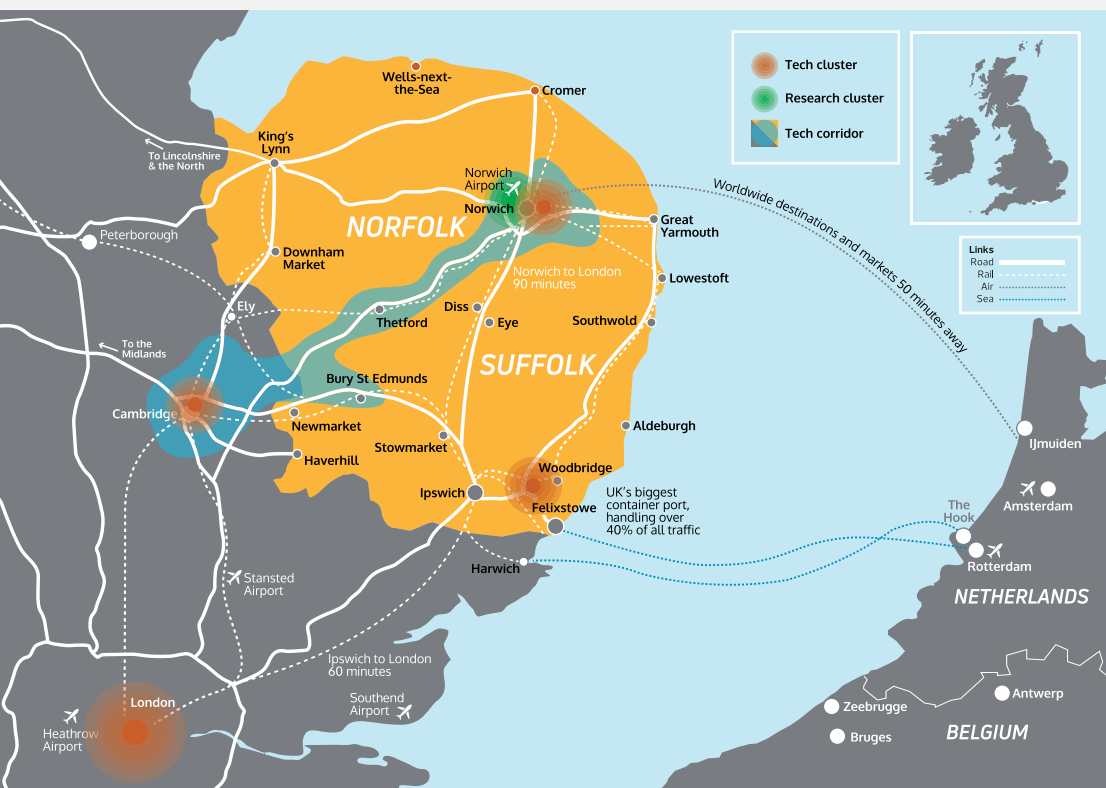 Wells-next-
the-Sea
Cromer
Tech cluster
Research cluster
Tech corridor
King's
Lynn
To Lincolnshire
& the North
Norwich
Airport
Norwich
NORFOLK
Great
Yarmouth
Worldwide destinations and markets 50 minutes away
Peterborough
Downham
Market
Norwich to London
90 minutes
Lowestoft
Links
Road
Rail
Air
Sea
Ely
Diss
Eye
Thetford
Southwold
To the
Midlands
SUFFOLK
Bury St Edmunds
Cambridge
Newmarket
Aldeburgh
Stowmarket
Haverhill
IJmuiden
Woodbridge
Ipswich
Felixstowe
UK's biggest
container port,
handling over
40% of all traffic
Amsterdam
The
Hook
Harwich
Rotterdam
Stansted
Airport
NETHERLANDS
Ipswich to London
60 minutes
Southend
Airport
London
Heathrow
Airport
Antwerp
Zeebrugge
Bruges
BELGIUM